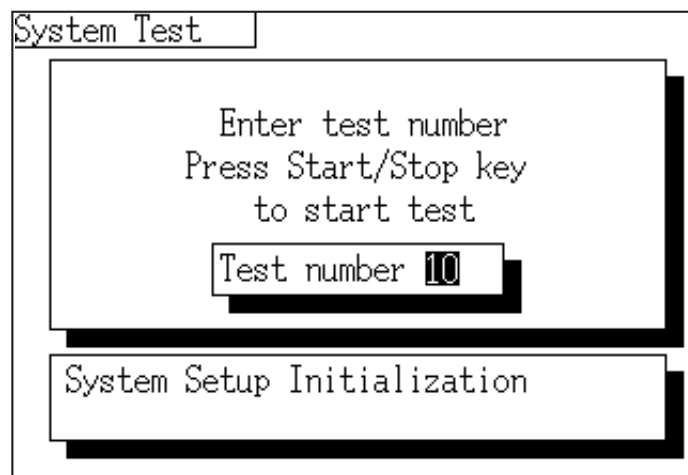 System Test
Enter test number
Press Start/Stop key
to start test
Test number 10
System Setup Initialization